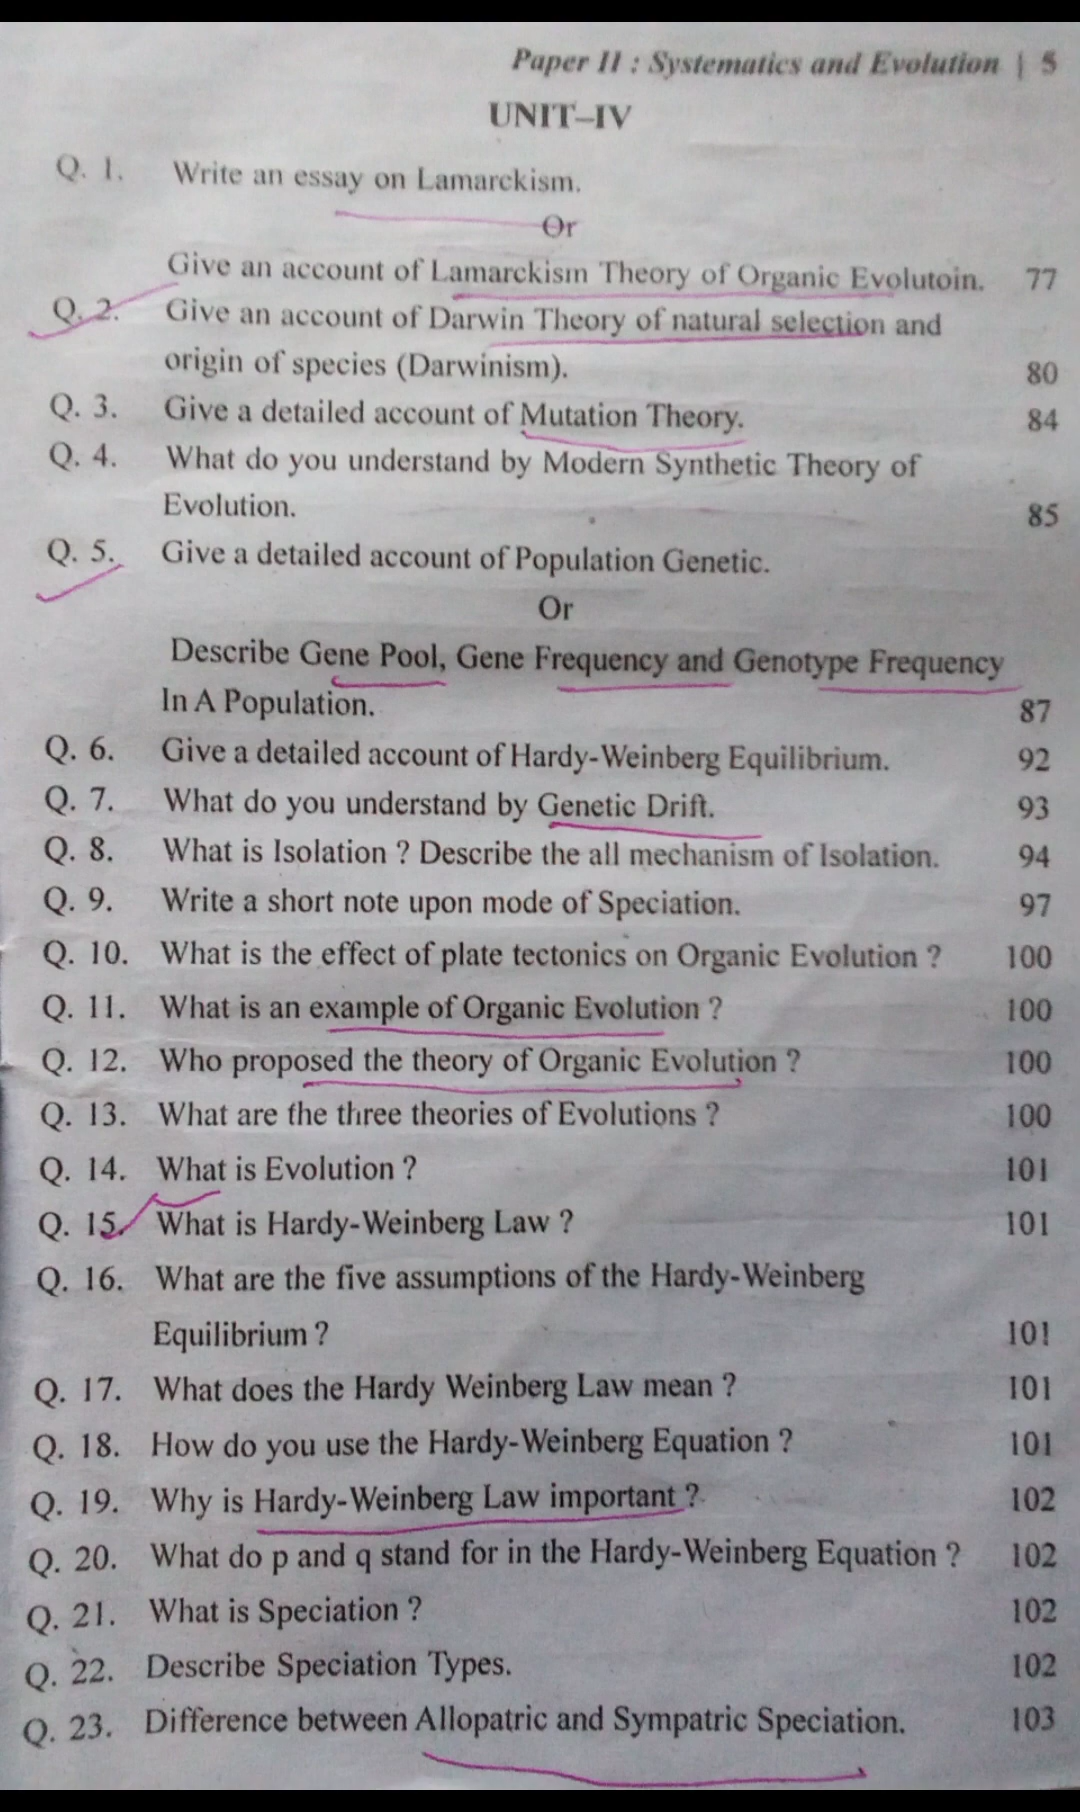 Paper II : Systematics and Evolution | 5
UNIT–IV
Q. 1. Write an essay on Lamarckism.
Or
Give an account of Lamarckism Theory of Organic Evolutoin. 77
Q. 2. Give an account of Darwin Theory of natural selection and
origin of species (Darwinism). 80
Q. 3. Give a detailed account of Mutation Theory. 84
Q. 4. What do you understand by Modern Synthetic Theory of
Evolution. 85
Q. 5. Give a detailed account of Population Genetic.
Or
Describe Gene Pool, Gene Frequency and Genotype Frequency
In A Population. 87
Q. 6. Give a detailed account of Hardy-Weinberg Equilibrium. 92
Q. 7. What do you understand by Genetic Drift. 93
Q. 8. What is Isolation ? Describe the all mechanism of Isolation. 94
Q. 9. Write a short note upon mode of Speciation. 97
Q. 10. What is the effect of plate tectonics on Organic Evolution ? 100
Q. 11. What is an example of Organic Evolution ? 100
Q. 12. Who proposed the theory of Organic Evolution ? 100
Q. 13. What are the three theories of Evolutions ? 100
Q. 14. What is Evolution ? 101
Q. 15. What is Hardy-Weinberg Law ? 101
Q. 16. What are the five assumptions of the Hardy-Weinberg
Equilibrium ? 101
Q. 17. What does the Hardy Weinberg Law mean ? 101
Q. 18. How do you use the Hardy-Weinberg Equation ? 101
Q. 19. Why is Hardy-Weinberg Law important ? 102
Q. 20. What do p and q stand for in the Hardy-Weinberg Equation ? 102
Q. 21. What is Speciation ? 102
Q. 22. Describe Speciation Types. 102
Q. 23. Difference between Allopatric and Sympatric Speciation. 103